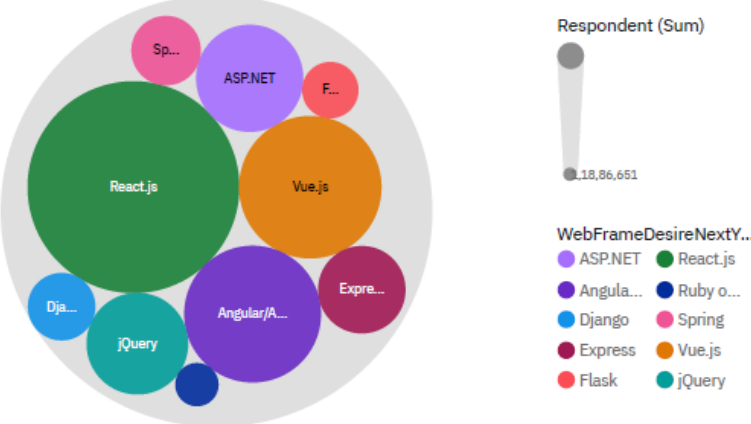 Sp...
ASP.NET
F...
React.js
Vue.js
Dja...
jQuery
Angular/A...
Expre...
Respondent (Sum)
1,18,86,651
WebFrameDesireNextY...
ASP.NET React.js
Angula... Ruby o...
Django Spring
Express Vue.js
Flask jQuery